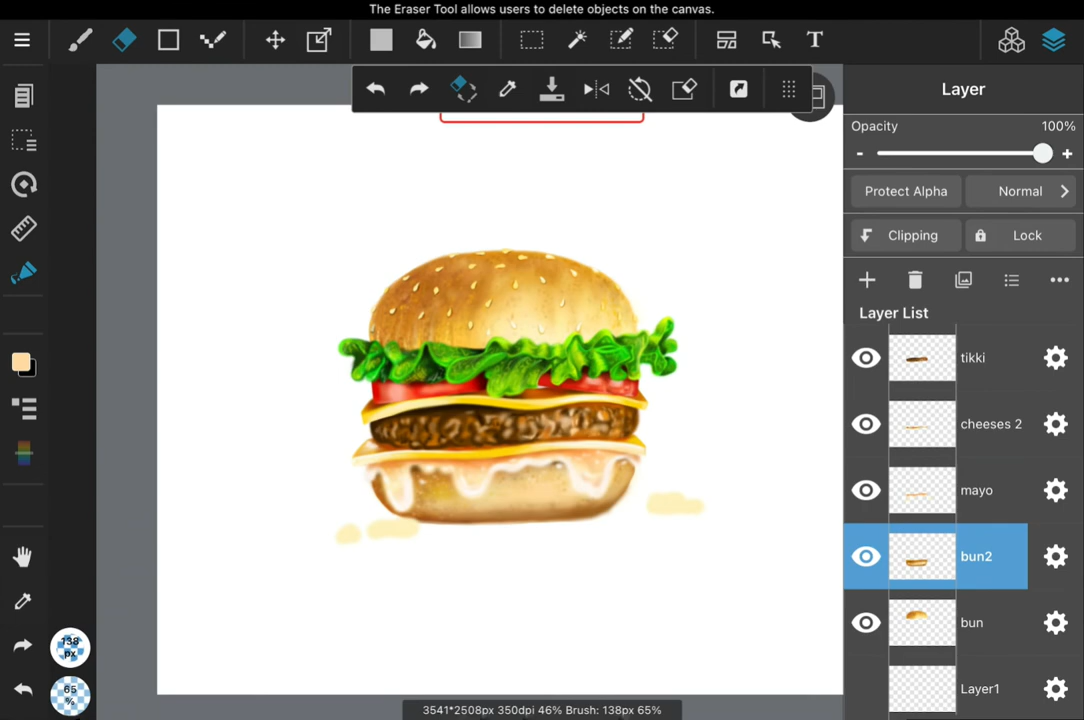 The Eraser Tool allows users to delete objects on the canvas.
T
Layer
Opacity
100%
-
+
Protect Alpha
Normal
Clipping
Lock
Layer List
tikki
cheeses 2
mayo
bun2
bun
Layer1
138
px
65
%
3541*2508px 350dpi 46% Brush: 138px 65%